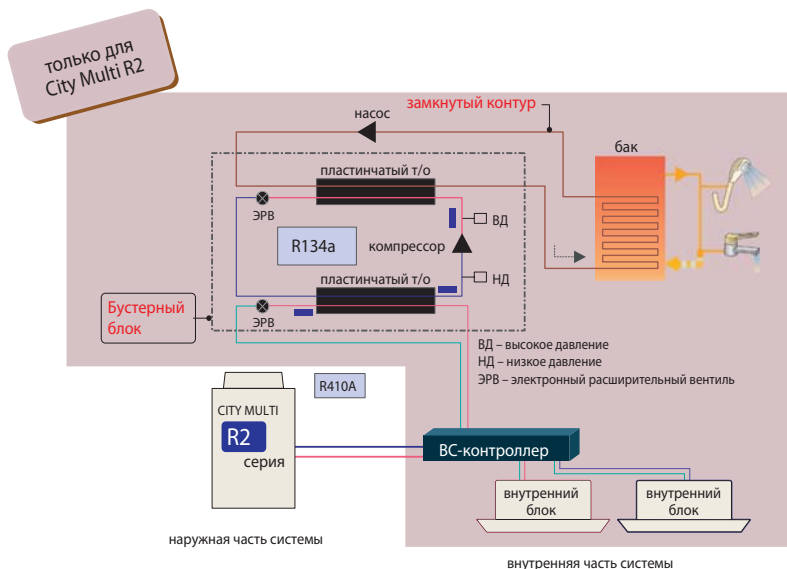 только для
City Multi R2
замкнутый контур
насос
бак
пластинчатый т/о
ЭРВ
ВД
R134a
компрессор
НД
пластинчатый т/о
Бустерный
блок
ЭРВ
ВД – высокое давление
НД – низкое давление
ЭРВ – электронный расширительный вентиль
R410A
CITY MULTI
R2
серия
BC-контроллер
внутренний
блок
внутренний
блок
наружная часть системы
внутренняя часть системы